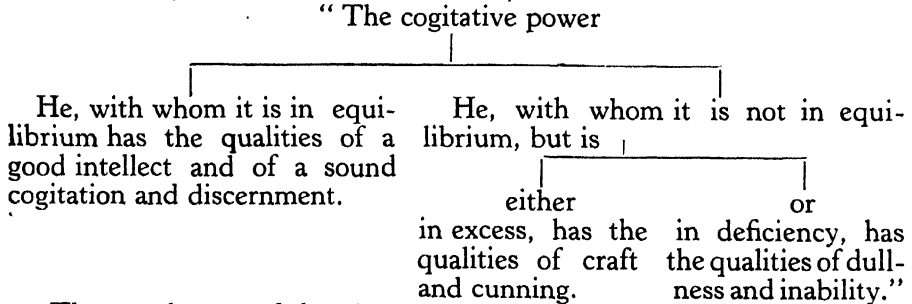 “ The cogitative power
He, with whom it is in equi-
librium has the qualities of a
good intellect and of a sound
cogitation and discernment.
He, with whom it is not in equi-
librium, but is
either
in excess, has the
qualities of craft
and cunning.
or
in deficiency, has
the qualities of dull-
ness and inability.”